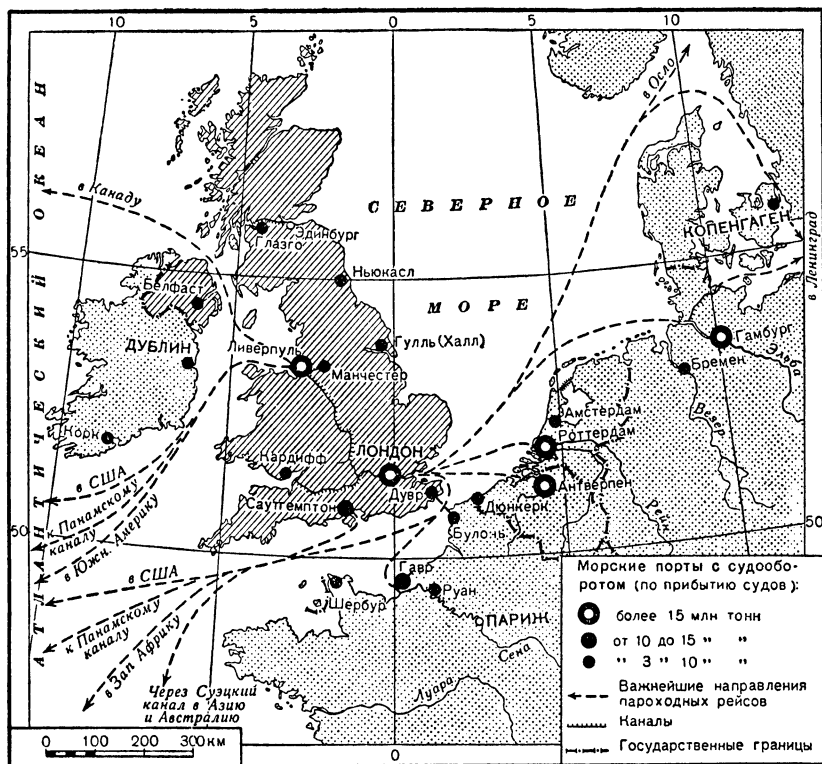 10
5
0
5
10
АТЛАНТИЧЕСКИЙ ОКЕАН
в Осло
в Канаду
СЕВЕРНОЕ
МОРЕ
КОПЕНГАГЕН
в Ленинград
55
Эдинбург
Глазго
Ньюкасл
Белфаст
ДУБЛИН
Ливерпуль
Гулль (Халл)
Манчестер
Гамбург
Эльба
Бремен
Везер
Амстердам
Роттердам
Корк
Кардифф
ЛОНДОН
Антверпен
Рейн
Саутгемптон
Дувр
Дюнкерк
Булонь
в США
к Панамскому
каналу
в Южн. Америку
50
50
в США
к Панамскому
каналу
в Зап. Африку
Через Суэцкий
канал в Азию
и Австралию
Гавр
Шербур
Руан
ПАРИЖ
Сена
Луара
Морские порты с судообо-
ротом (по прибытию судов):
более 15 млн тонн
от 10 до 15 " "
" 3 " 10 " "
Важнейшие направления
пароходных рейсов
Каналы
Государственные границы
0 100 200 300 км
0